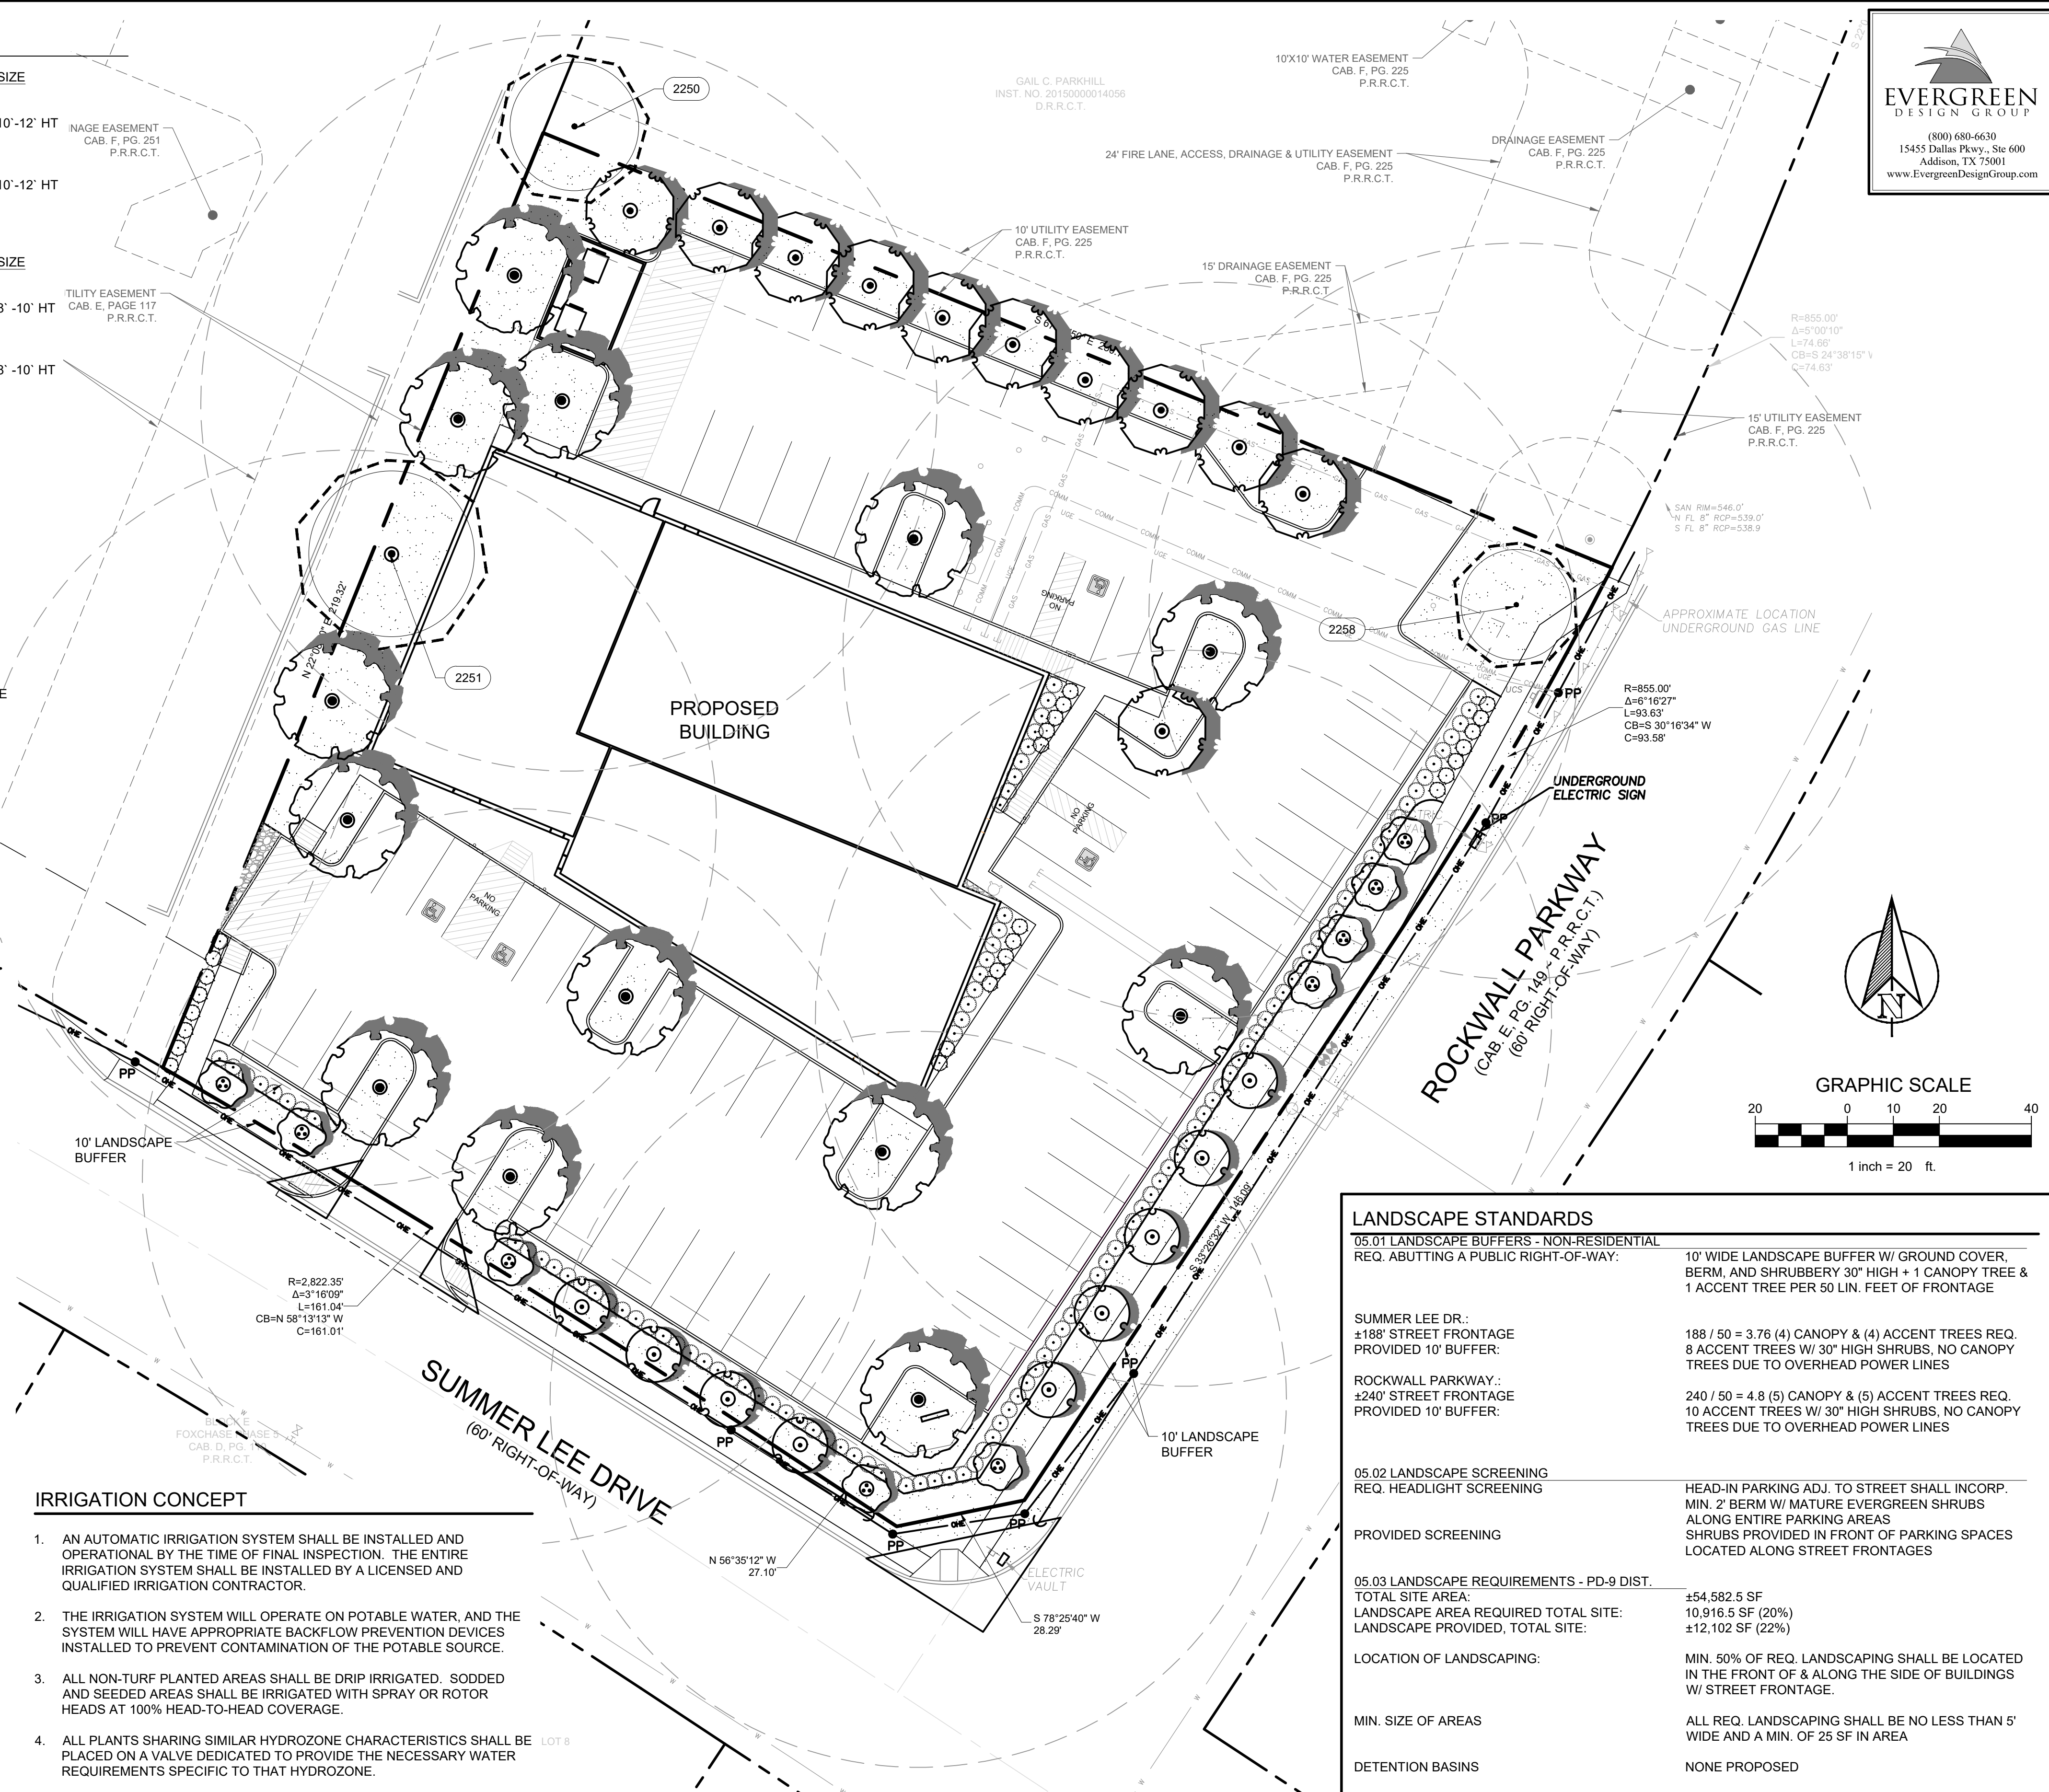 SIZE
10`-12` HT
10`-12` HT
SIZE
-10` HT
-10` HT
E
NAGE EASEMENT
CAB. F, PG. 251
P.R.R.C.T.
TILITY EASEMENT
CAB. E, PAGE 117
P.R.R.C.T.
2250
GAIL C. PARKHILL
INST. NO. 20150000014056
D.R.R.C.T.
10'X10' WATER EASEMENT
CAB. F, PG. 225
P.R.R.C.T.
24' FIRE LANE, ACCESS, DRAINAGE & UTILITY EASEMENT
CAB. F, PG. 225
P.R.R.C.T.
DRAINAGE EASEMENT
CAB. F, PG. 225
P.R.R.C.T.
10' UTILITY EASEMENT
CAB. F, PG. 225
P.R.R.C.T.
15' DRAINAGE EASEMENT
CAB. F, PG. 225
P.R.R.C.T.
EVERGREEN
DESIGN GROUP
(800) 680-6630
15455 Dallas Pkwy., Ste 600
Addison, TX 75001
www.EvergreenDesignGroup.com
R=855.00'
Δ=5°00'10"
L=74.66'
CB=S 24°38'15"
C=74.63'
15' UTILITY EASEMENT
CAB. F, PG. 225
P.R.R.C.T.
SAN RIM=546.0'
N FL 8" RCP=539.0'
S FL 8" RCP=538.9
APPROXIMATE LOCATION
UNDERGROUND GAS LINE
2258
2251
PROPOSED
BUILDING
NO
PARKING
NO
PARKING
NO
PARKING
R=855.00'
Δ=6°16'27"
L=93.63'
CB=S 30°16'34" W
C=93.58'
PP
UNDERGROUND
ELECTRIC SIGN
PP
ROCKWALL PARKWAY
(CAB. E, PG. 149 ~ P.R.R.C.T.)
(60' RIGHT-OF-WAY)
N
GRAPHIC SCALE
20 0 10 20 40
1 inch = 20 ft.
PP
10' LANDSCAPE
BUFFER
R=2,822.35'
Δ=3°16'09"
L=161.04'
CB=N 58°13'13" W
C=161.01'
S 33°26'32" W 146.09'
SUMMER LEE DRIVE
(60' RIGHT-OF-WAY)
PP
PP
10' LANDSCAPE
BUFFER
PP
PP
N 56°35'12" W
27.10'
ELECTRIC
VAULT
S 78°25'40" W
28.29'
FOXCHASE PHASE 5
P.R.R.C.T.
LOT 8
IRRIGATION CONCEPT
1. AN AUTOMATIC IRRIGATION SYSTEM SHALL BE INSTALLED AND
OPERATIONAL BY THE TIME OF FINAL INSPECTION. THE ENTIRE
IRRIGATION SYSTEM SHALL BE INSTALLED BY A LICENSED AND
QUALIFIED IRRIGATION CONTRACTOR.
2. THE IRRIGATION SYSTEM WILL OPERATE ON POTABLE WATER, AND THE
SYSTEM WILL HAVE APPROPRIATE BACKFLOW PREVENTION DEVICES
INSTALLED TO PREVENT CONTAMINATION OF THE POTABLE SOURCE.
3. ALL NON-TURF PLANTED AREAS SHALL BE DRIP IRRIGATED. SODDED
AND SEEDED AREAS SHALL BE IRRIGATED WITH SPRAY OR ROTOR
HEADS AT 100% HEAD-TO-HEAD COVERAGE.
4. ALL PLANTS SHARING SIMILAR HYDROZONE CHARACTERISTICS SHALL BE
PLACED ON A VALVE DEDICATED TO PROVIDE THE NECESSARY WATER
REQUIREMENTS SPECIFIC TO THAT HYDROZONE.
LANDSCAPE STANDARDS
05.01 LANDSCAPE BUFFERS - NON-RESIDENTIAL
REQ. ABUTTING A PUBLIC RIGHT-OF-WAY: 10' WIDE LANDSCAPE BUFFER W/ GROUND COVER,
BERM, AND SHRUBBERY 30" HIGH + 1 CANOPY TREE &
1 ACCENT TREE PER 50 LIN. FEET OF FRONTAGE
SUMMER LEE DR.:
±188' STREET FRONTAGE 188 / 50 = 3.76 (4) CANOPY & (4) ACCENT TREES REQ.
PROVIDED 10' BUFFER: 8 ACCENT TREES W/ 30" HIGH SHRUBS, NO CANOPY
TREES DUE TO OVERHEAD POWER LINES
ROCKWALL PARKWAY.:
±240' STREET FRONTAGE 240 / 50 = 4.8 (5) CANOPY & (5) ACCENT TREES REQ.
PROVIDED 10' BUFFER: 10 ACCENT TREES W/ 30" HIGH SHRUBS, NO CANOPY
TREES DUE TO OVERHEAD POWER LINES
05.02 LANDSCAPE SCREENING
REQ. HEADLIGHT SCREENING HEAD-IN PARKING ADJ. TO STREET SHALL INCORP.
MIN. 2' BERM W/ MATURE EVERGREEN SHRUBS
ALONG ENTIRE PARKING AREAS
PROVIDED SCREENING SHRUBS PROVIDED IN FRONT OF PARKING SPACES
LOCATED ALONG STREET FRONTAGES
05.03 LANDSCAPE REQUIREMENTS - PD-9 DIST.
TOTAL SITE AREA: ±54,582.5 SF
LANDSCAPE AREA REQUIRED TOTAL SITE: 10,916.5 SF (20%)
LANDSCAPE PROVIDED, TOTAL SITE: ±12,102 SF (22%)
LOCATION OF LANDSCAPING: MIN. 50% OF REQ. LANDSCAPING SHALL BE LOCATED
IN THE FRONT OF & ALONG THE SIDE OF BUILDINGS
W/ STREET FRONTAGE.
MIN. SIZE OF AREAS ALL REQ. LANDSCAPING SHALL BE NO LESS THAN 5'
WIDE AND A MIN. OF 25 SF IN AREA
DETENTION BASINS NONE PROPOSED